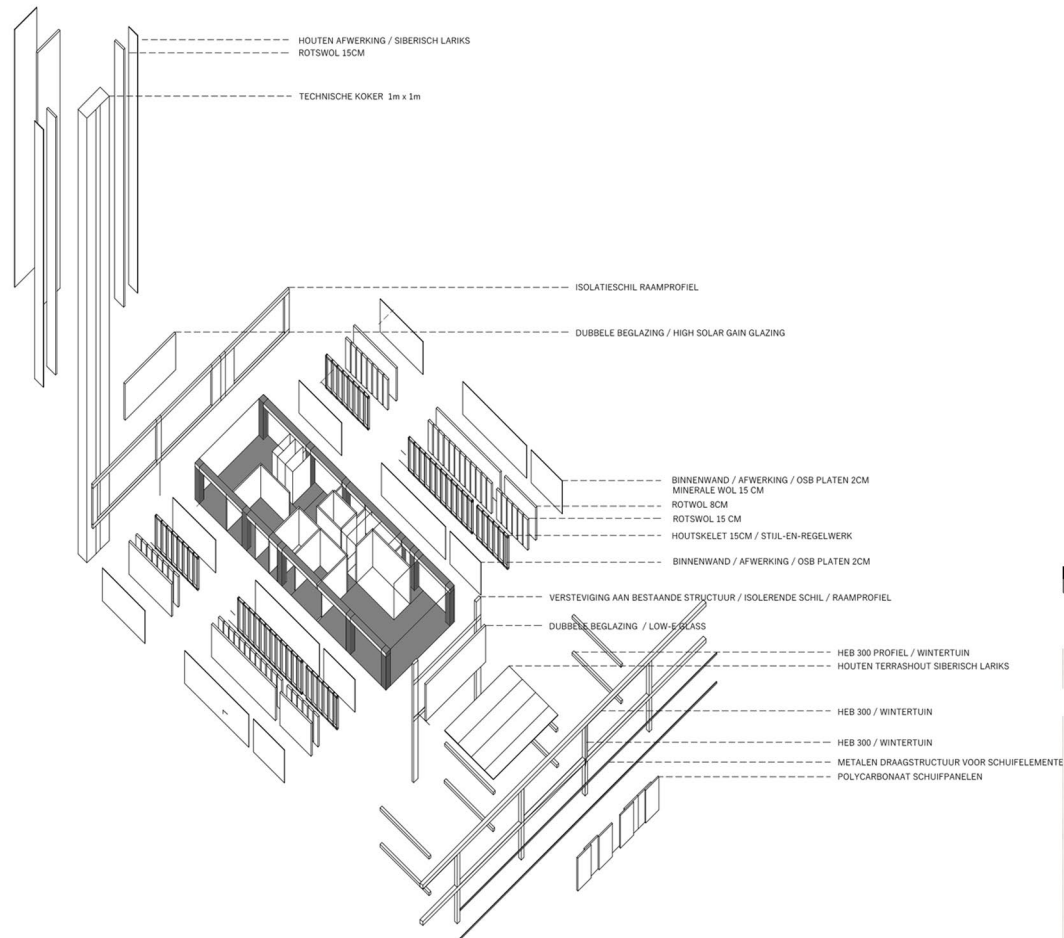 HOUTEN AFWERKING / SIBERISCH LARIKS
ROTSWOL 15CM
TECHNISCHE KOKER 1m x 1m
ISOLATIESCHIL RAAMPROFIEL
DUBBELE BEGLAZING / HIGH SOLAR GAIN GLAZING
BINNENWAND / AFWERKING / OSB PLATEN 2CM
MINERALE WOL 15 CM
ROTWOL 8CM
ROTSWOL 15 CM
HOUTSKELET 15CM / STIJL-EN-REGELWERK
BINNENWAND / AFWERKING / OSB PLATEN 2CM
VERSTEVIGING AAN BESTAANDE STRUCTUUR / ISOLERENDE SCHIL / RAAMPROFIEL
DUBBELE BEGLAZING / LOW-E GLASS
HEB 300 PROFIEL / WINTERTUIN
HOUTEN TERRASHOUT SIBERISCH LARIKS
HEB 300 / WINTERTUIN
HEB 300 / WINTERTUIN
METALEN DRAAGSTRUCTUUR VOOR SCHUIFELEMENTE
POLYCARBONAAT SCHUIFPANELEN